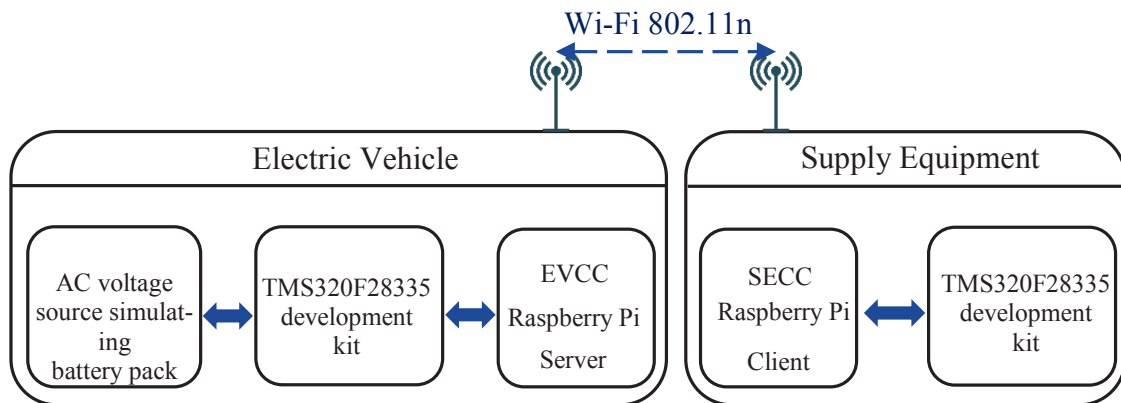 Wi-Fi 802.11n
Electric Vehicle
Supply Equipment
AC voltage
source simulat-
ing
battery pack
TMS320F28335
development
kit
EVCC
Raspberry Pi
Server
SECC
Raspberry Pi
Client
TMS320F28335
development
kit